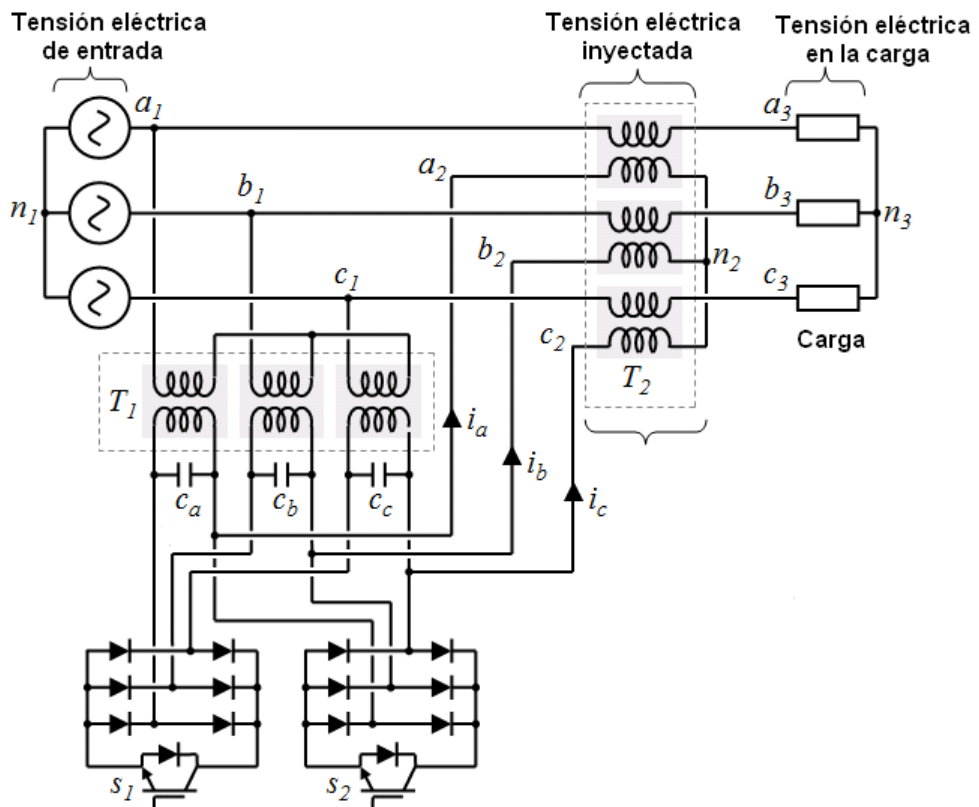 Tensión eléctrica
de entrada
Tensión eléctrica
inyectada
Tensión eléctrica
en la carga
a1
a3
a2
n1
b1
b3
n3
b2
n2
c1
c3
c2
Carga
T1
T2
ia
ib
ic
ca
cb
cc
s1
s2